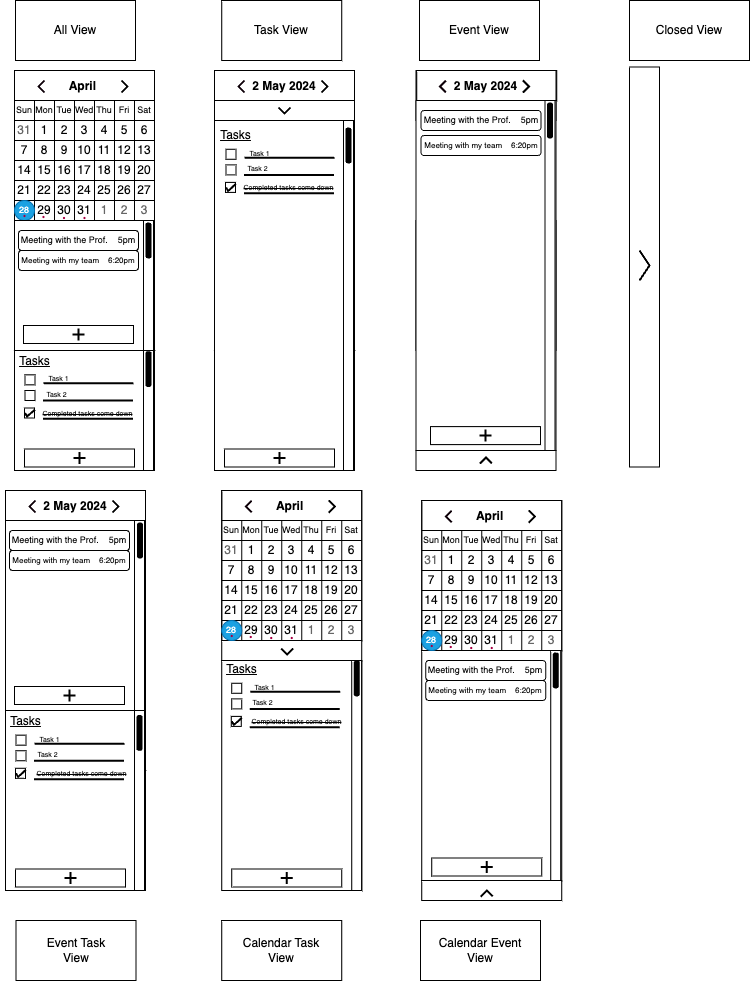 All View
Task View
Event View
Closed View
April
Sun Mon Tue Wed Thu Fri Sat
31 1 2 3 4 5 6
7 8 9 10 11 12 13
14 15 16 17 18 19 20
21 22 23 24 25 26 27
28 29 30 31 1 2 3
Meeting with the Prof. 5pm
Meeting with my team 6:20pm
+
Tasks
Task 1
Task 2
Completed tasks come down
+
2 May 2024
Tasks
Task 1
Task 2
Completed tasks come down
+
2 May 2024
Meeting with the Prof. 5pm
Meeting with my team 6:20pm
+
2 May 2024
Meeting with the Prof. 5pm
Meeting with my team 6:20pm
+
Tasks
Task 1
Task 2
Completed tasks come down
+
April
Sun Mon Tue Wed Thu Fri Sat
31 1 2 3 4 5 6
7 8 9 10 11 12 13
14 15 16 17 18 19 20
21 22 23 24 25 26 27
28 29 30 31 1 2 3
Tasks
Task 1
Task 2
Completed tasks come down
+
April
Sun Mon Tue Wed Thu Fri Sat
31 1 2 3 4 5 6
7 8 9 10 11 12 13
14 15 16 17 18 19 20
21 22 23 24 25 26 27
28 29 30 31 1 2 3
Meeting with the Prof. 5pm
Meeting with my team 6:20pm
+
Event Task
View
Calendar Task
View
Calendar Event
View